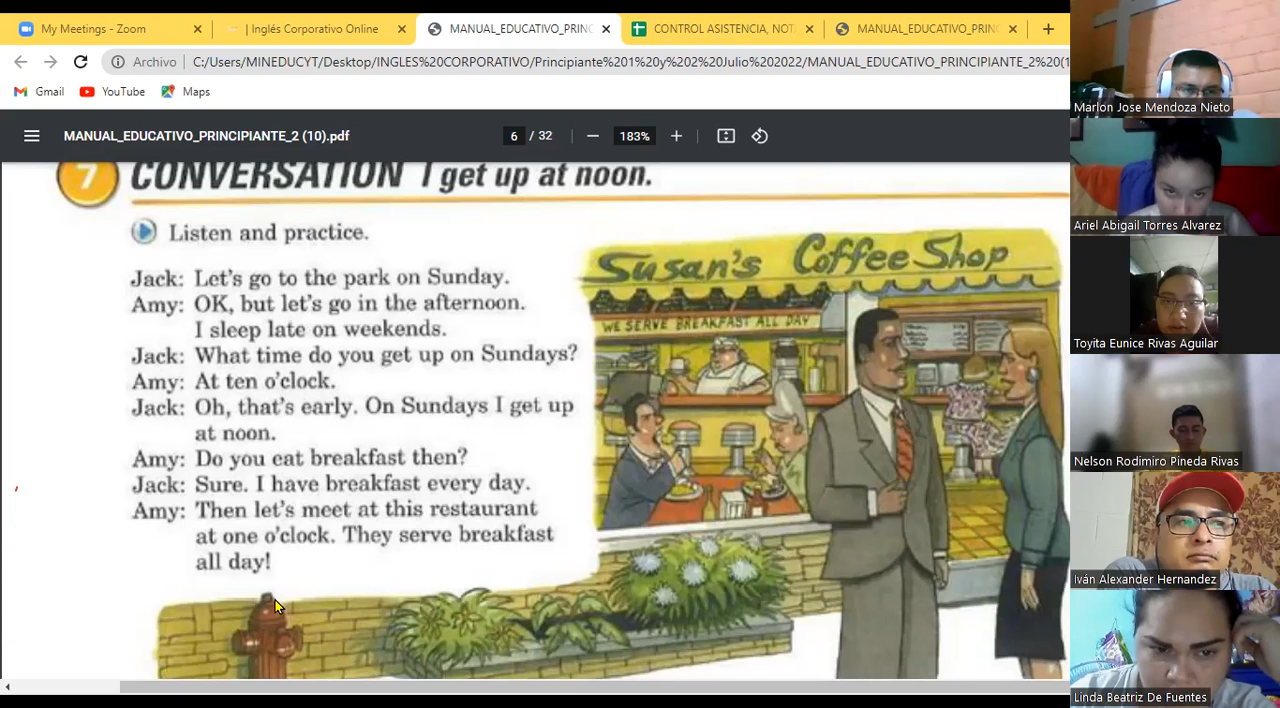 My Meetings - Zoom
| Inglés Corporativo Online
MANUAL_EDUCATIVO_PRINC
CONTROL ASISTENCIA, NOT
MANUAL_EDUCATIVO_PRINC
Archivo
C:/Users/MINEDUCYT/Desktop/INGLES%20CORPORATIVO/Principiante%201%20y%202%20Julio%202022/MANUAL_EDUCATIVO_PRINCIPIANTE_2%20(1
Gmail
YouTube
Maps
MANUAL_EDUCATIVO_PRINCIPIANTE_2 (10).pdf
6 / 32
183%
7 CONVERSATION I get up at noon.
Listen and practice.
Jack: Let's go to the park on Sunday.
Amy: OK, but let's go in the afternoon.
I sleep late on weekends.
Jack: What time do you get up on Sundays?
Amy: At ten o'clock.
Jack: Oh, that's early. On Sundays I get up
at noon.
Amy: Do you eat breakfast then?
Jack: Sure. I have breakfast every day.
Amy: Then let's meet at this restaurant
at one o'clock. They serve breakfast
all day!
Susan's Coffee Shop
WE SERVE BREAKFAST ALL DAY
Marlon Jose Mendoza Nieto
Ariel Abigail Torres Alvarez
Toyita Eunice Rivas Aguilar
Nelson Rodimiro Pineda Rivas
Iván Alexander Hernandez
Linda Beatriz De Fuentes